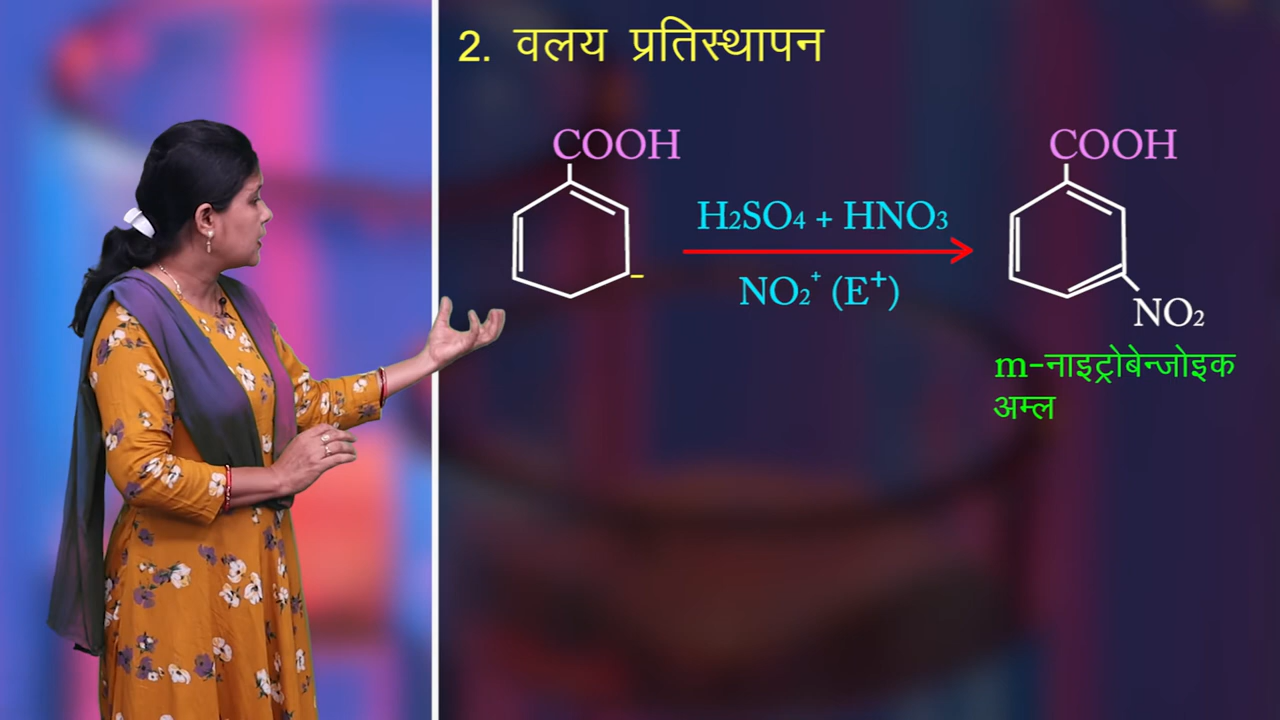 2. वलय प्रतिस्थापन
COOH
H₂SO₄ + HNO₃
NO₂⁺ (E⁺)
COOH
NO₂
m-नाइट्रोबेन्जोइक
अम्ल